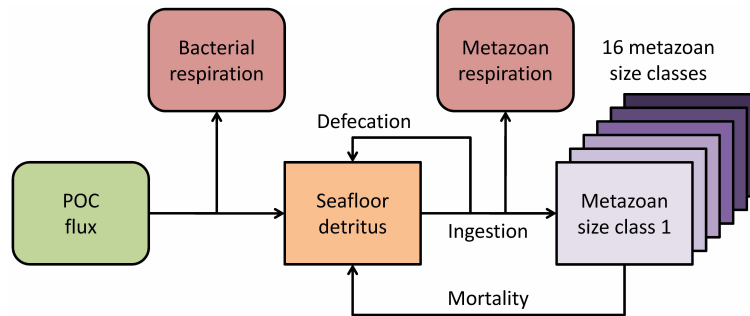 Bacterial
respiration
Metazoan
respiration
16 metazoan
size classes
Defecation
POC
flux
Seafloor
detritus
Ingestion
Metazoan
size class 1
Mortality